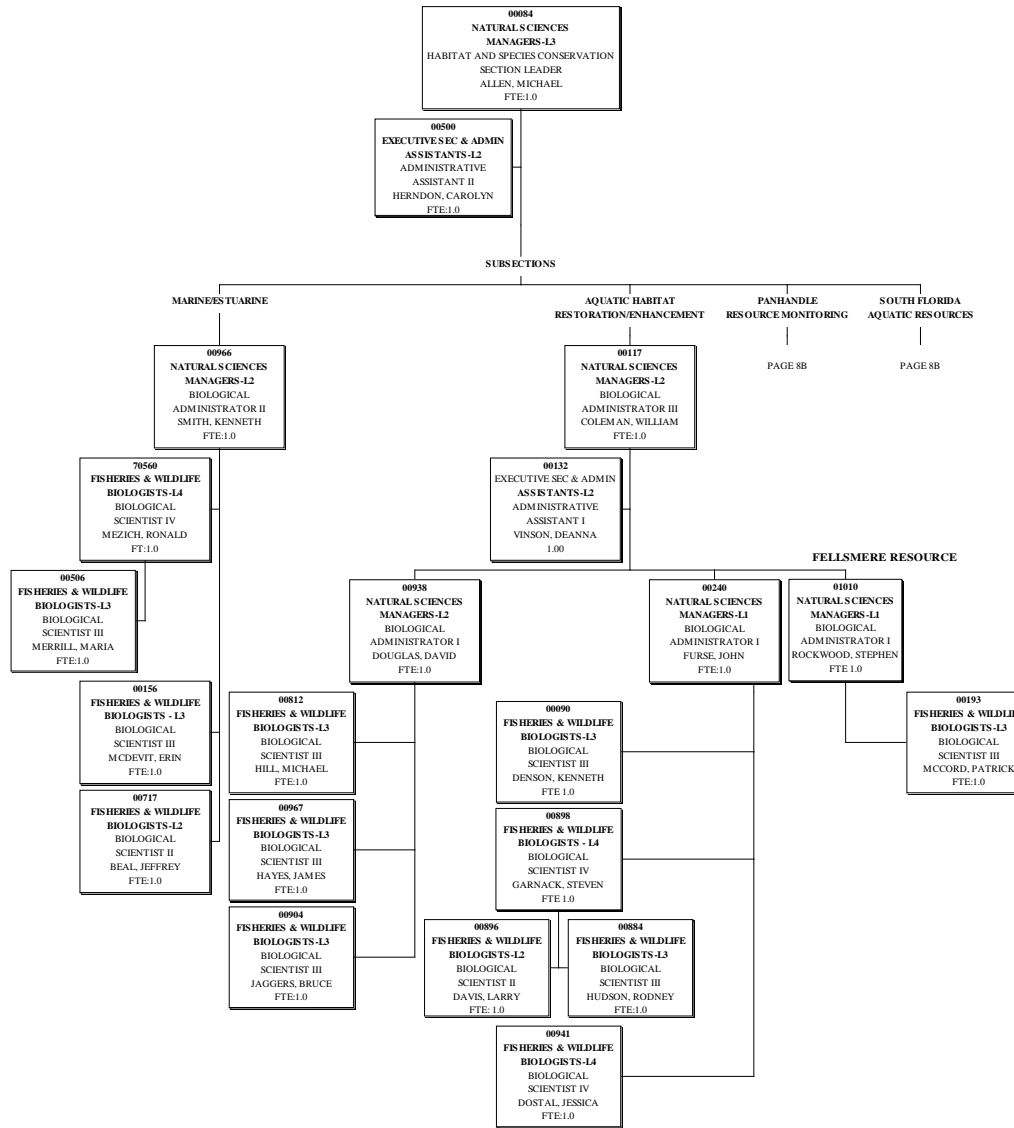 00084
NATURAL SCIENCES
MANAGERS-L3
HABITAT AND SPECIES CONSERVATION
SECTION LEADER
ALLEN, MICHAEL
FTE:1.0
00500
EXECUTIVE SEC & ADMIN
ASSISTANTS-L2
ADMINISTRATIVE
ASSISTANT II
HERNDON, CAROLYN
FTE:1.0
SUBSECTIONS
MARINE/ESTUARINE
AQUATIC HABITAT
RESTORATION/ENHANCEMENT
PANHANDLE
RESOURCE MONITORING
SOUTH FLORIDA
AQUATIC RESOURCES
PAGE 8B
PAGE 8B
00966
NATURAL SCIENCES
MANAGERS-L2
BIOLOGICAL
ADMINISTRATOR II
SMITH, KENNETH
FTE:1.0
00117
NATURAL SCIENCES
MANAGERS-L2
BIOLOGICAL
ADMINISTRATOR III
COLEMAN, WILLIAM
FTE:1.0
70560
FISHERIES & WILDLIFE
BIOLOGISTS-L4
BIOLOGICAL
SCIENTIST IV
MEZICH, RONALD
FT:1.0
00132
EXECUTIVE SEC & ADMIN
ASSISTANTS-L2
ADMINISTRATIVE
ASSISTANT I
VINSON, DEANNA
1.00
FELLSMERE RESOURCE
00506
FISHERIES & WILDLIFE
BIOLOGISTS-L3
BIOLOGICAL
SCIENTIST III
MERRILL, MARIA
FTE:1.0
00938
NATURAL SCIENCES
MANAGERS-L2
BIOLOGICAL
ADMINISTRATOR I
DOUGLAS, DAVID
FTE:1.0
00240
NATURAL SCIENCES
MANAGERS-L1
BIOLOGICAL
ADMINISTRATOR I
FURSE, JOHN
FTE:1.0
01010
NATURAL SCIENCES
MANAGERS-L1
BIOLOGICAL
ADMINISTRATOR I
ROCKWOOD, STEPHEN
FTE 1.0
00156
FISHERIES & WILDLIFE
BIOLOGISTS - L3
BIOLOGICAL
SCIENTIST III
MCDEVIT, ERIN
FTE:1.0
00812
FISHERIES & WILDLIFE
BIOLOGISTS-L3
BIOLOGICAL
SCIENTIST III
HILL, MICHAEL
FTE:1.0
00090
FISHERIES & WILDLIFE
BIOLOGISTS-L3
BIOLOGICAL
SCIENTIST III
DENSON, KENNETH
FTE 1.0
00193
FISHERIES & WILDLIFE
BIOLOGISTS-L3
BIOLOGICAL
SCIENTIST III
MCCORD, PATRICK
FTE:1.0
00717
FISHERIES & WILDLIFE
BIOLOGISTS-L2
BIOLOGICAL
SCIENTIST II
BEAL, JEFFREY
FTE:1.0
00967
FISHERIES & WILDLIFE
BIOLOGISTS-L3
BIOLOGICAL
SCIENTIST III
HAYES, JAMES
FTE:1.0
00898
FISHERIES & WILDLIFE
BIOLOGISTS - L4
BIOLOGICAL
SCIENTIST IV
GARNACK, STEVEN
FTE 1.0
00904
FISHERIES & WILDLIFE
BIOLOGISTS-L3
BIOLOGICAL
SCIENTIST III
JAGGERS, BRUCE
FTE:1.0
00896
FISHERIES & WILDLIFE
BIOLOGISTS-L2
BIOLOGICAL
SCIENTIST II
DAVIS, LARRY
FTE: 1.0
00884
FISHERIES & WILDLIFE
BIOLOGISTS-L3
BIOLOGICAL
SCIENTIST III
HUDSON, RODNEY
FTE: 1.0
00941
FISHERIES & WILDLIFE
BIOLOGISTS-L4
BIOLOGICAL
SCIENTIST IV
DOSTAL, JESSICA
FTE:1.0